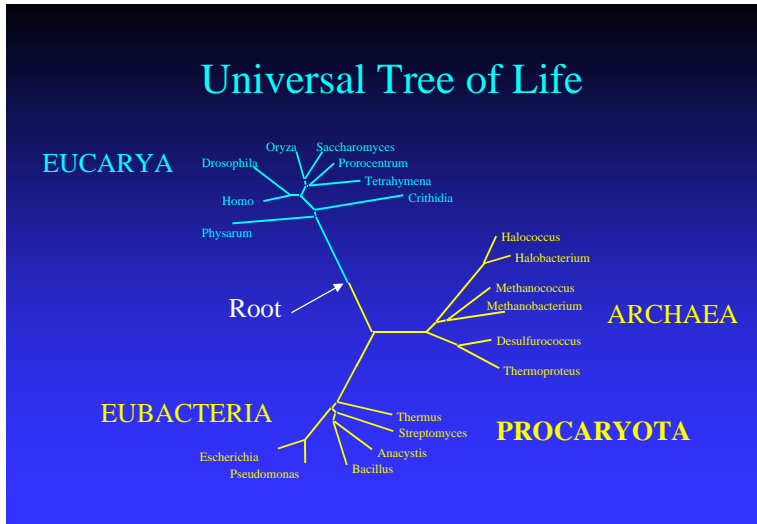 Universal Tree of Life
EUCARYA
Oryza
Saccharomyces
Drosophila
Prorocentrum
Tetrahymena
Homo
Crithidia
Physarum
Root
Halococcus
Halobacterium
Methanococcus
Methanobacterium
ARCHAEA
Desulfurococcus
Thermoproteus
EUBACTERIA
Thermus
Streptomyces
PROCARYOTA
Anacystis
Escherichia
Bacillus
Pseudomonas